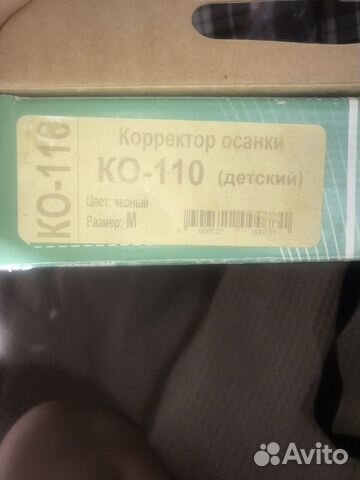 КО-110
Корректор осанки
КО-110 (детский)
Цвет: черный
Размер: М
Avito